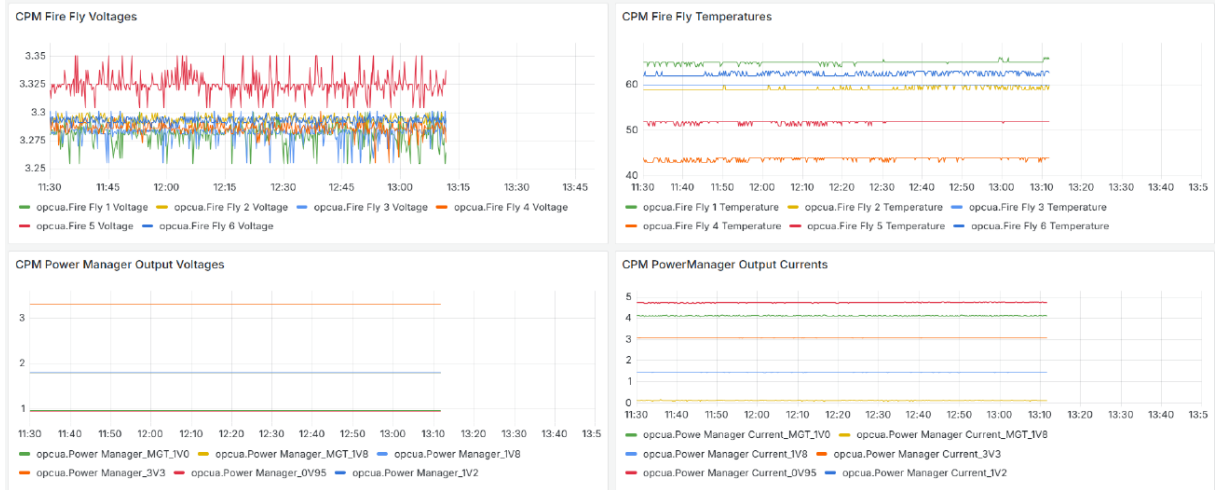 CPM Fire Fly Voltages
3.35
3.325
3.3
3.275
3.25
11:30 11:45 12:00 12:15 12:30 12:45 13:00 13:15 13:30 13:45
opcua.Fire Fly 1 Voltage opcua.Fire Fly 2 Voltage opcua.Fire Fly 3 Voltage opcua.Fire Fly 4 Voltage
opcua.Fire 5 Voltage opcua.Fire Fly 6 Voltage
CPM Fire Fly Temperatures
60
50
40
11:30 11:40 11:50 12:00 12:10 12:20 12:30 12:40 12:50 13:00 13:10 13:20 13:30 13:40 13:5
opcua.Fire Fly 1 Temperature opcua.Fire Fly 2 Temperature opcua.Fire Fly 3 Temperature
opcua.Fire Fly 4 Temperature opcua.Fire Fly 5 Temperature opcua.Fire Fly 6 Temperature
CPM Power Manager Output Voltages
3
2
1
11:30 11:40 11:50 12:00 12:10 12:20 12:30 12:40 12:50 13:00 13:10 13:20 13:30 13:40 13:5
opcua.Power Manager_MGT_1V0 opcua.Power Manager_MGT_1V8 opcua.Power Manager_1V8
opcua.Power Manager_3V3 opcua.Power Manager_0V95 opcua.Power Manager_1V2
CPM PowerManager Output Currents
5
4
3
2
1
0
11:30 11:40 11:50 12:00 12:10 12:20 12:30 12:40 12:50 13:00 13:10 13:20 13:30 13:40 13:5
opcua.Powe Manager Current_MGT_1V0 opcua.Power Manager Current_MGT_1V8
opcua.Power Manager Current_1V8 opcua.Power Manager Current_3V3
opcua.Power Manager Current_0V95 opcua.Power Manager Current_1V2